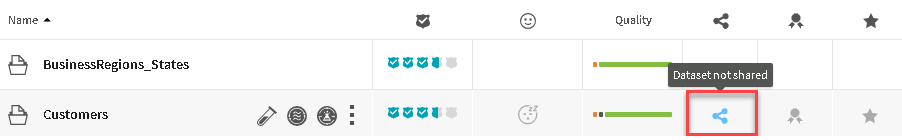 Name Quality
BusinessRegions_States
Dataset not shared
Customers